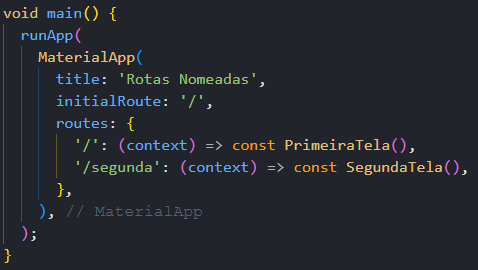 void main() {
runApp(
MaterialApp(
title: 'Rotas Nomeadas',
initialRoute: '/',
routes: {
'/': (context) => const PrimeiraTela(),
'/segunda': (context) => const SegundaTela(),
},
), // MaterialApp
);
}